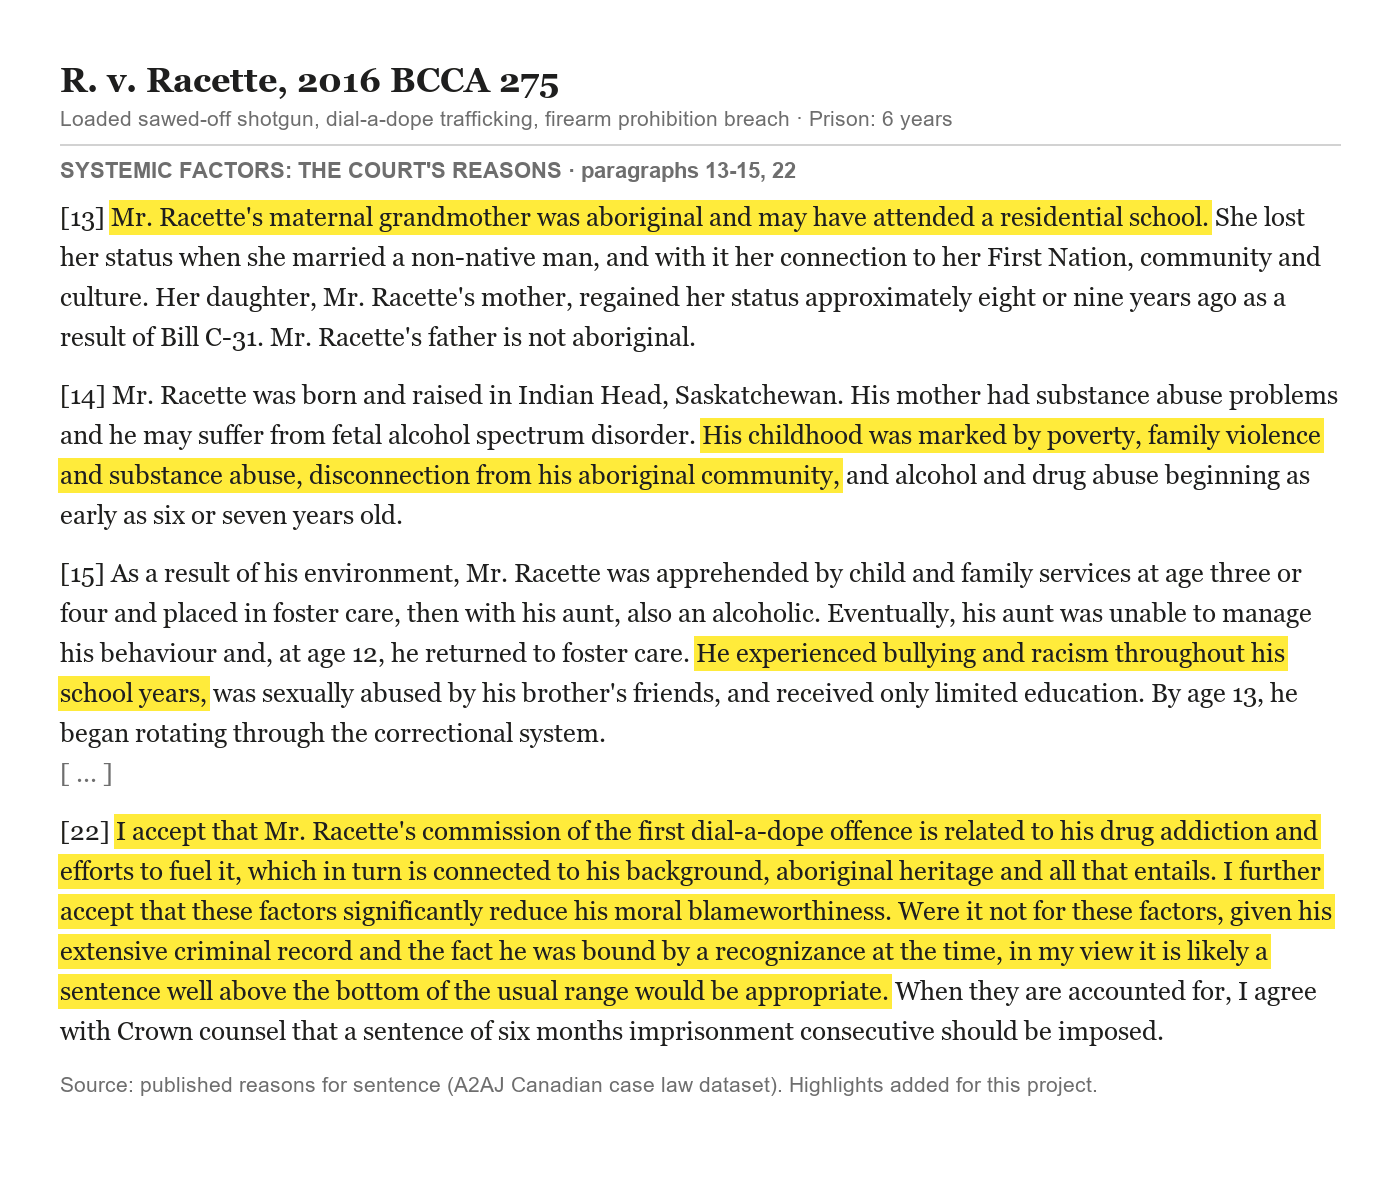 R. v. Racette, 2016 BCCA 275
Loaded sawed-off shotgun, dial-a-dope trafficking, firearm prohibition breach · Prison: 6 years
SYSTEMIC FACTORS: THE COURT'S REASONS · paragraphs 13-15, 22
[13] Mr. Racette's maternal grandmother was aboriginal and may have attended a residential school. She lost
her status when she married a non-native man, and with it her connection to her First Nation, community and
culture. Her daughter, Mr. Racette's mother, regained her status approximately eight or nine years ago as a
result of Bill C-31. Mr. Racette's father is not aboriginal.
[14] Mr. Racette was born and raised in Indian Head, Saskatchewan. His mother had substance abuse problems
and he may suffer from fetal alcohol spectrum disorder. His childhood was marked by poverty, family violence
and substance abuse, disconnection from his aboriginal community, and alcohol and drug abuse beginning as
early as six or seven years old.
[15] As a result of his environment, Mr. Racette was apprehended by child and family services at age three or
four and placed in foster care, then with his aunt, also an alcoholic. Eventually, his aunt was unable to manage
his behaviour and, at age 12, he returned to foster care. He experienced bullying and racism throughout his
school years, was sexually abused by his brother's friends, and received only limited education. By age 13, he
began rotating through the correctional system.
[ ... ]
[22] I accept that Mr. Racette's commission of the first dial-a-dope offence is related to his drug addiction and
efforts to fuel it, which in turn is connected to his background, aboriginal heritage and all that entails. I further
accept that these factors significantly reduce his moral blameworthiness. Were it not for these factors, given his
extensive criminal record and the fact he was bound by a recognizance at the time, in my view it is likely a
sentence well above the bottom of the usual range would be appropriate. When they are accounted for, I agree
with Crown counsel that a sentence of six months imprisonment consecutive should be imposed.
Source: published reasons for sentence (A2AJ Canadian case law dataset). Highlights added for this project.